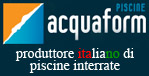 PISCINE
acquaform
produttore italiano di
piscine interrate